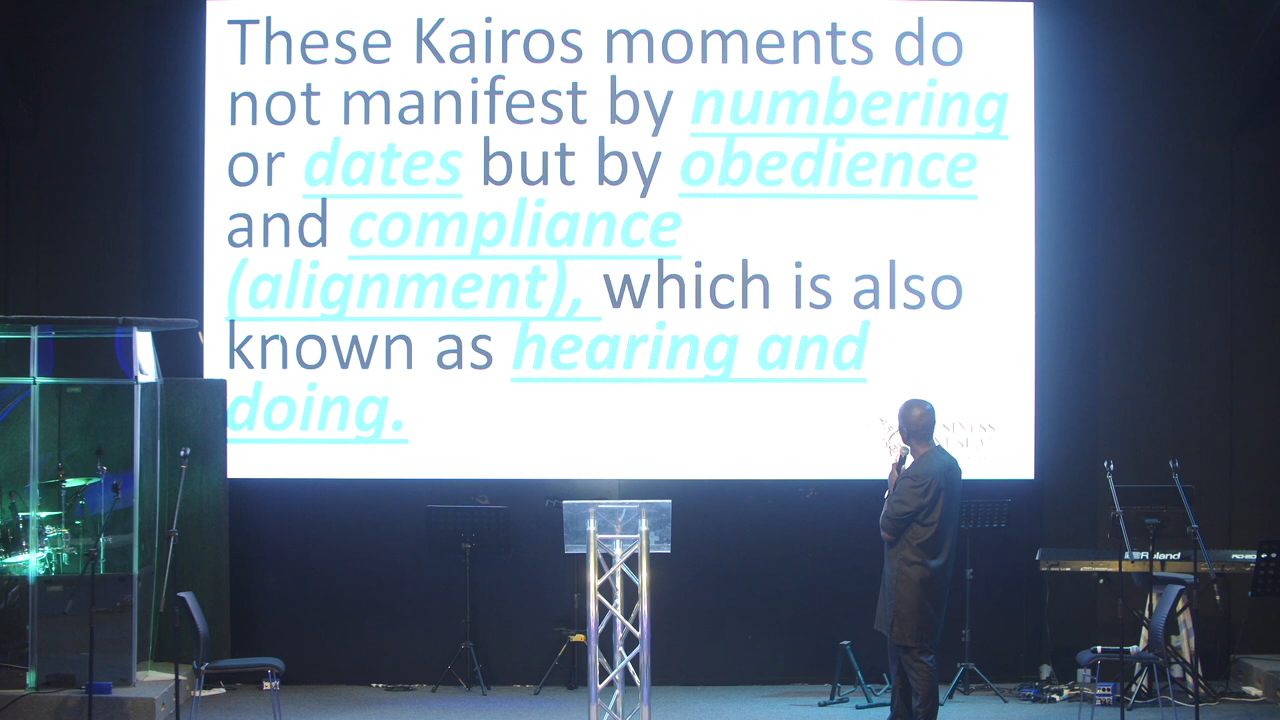 These Kairos moments do
not manifest by numbering
or dates but by obedience
and compliance
(alignment), which is also
known as hearing and
doing.
Roland